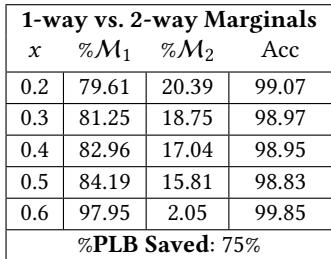 1-way vs. 2-way Marginals
x %ℳ₁ %ℳ₂ Acc
0.2 79.61 20.39 99.07
0.3 81.25 18.75 98.97
0.4 82.96 17.04 98.95
0.5 84.19 15.81 98.83
0.6 97.95 2.05 99.85
%PLB Saved: 75%